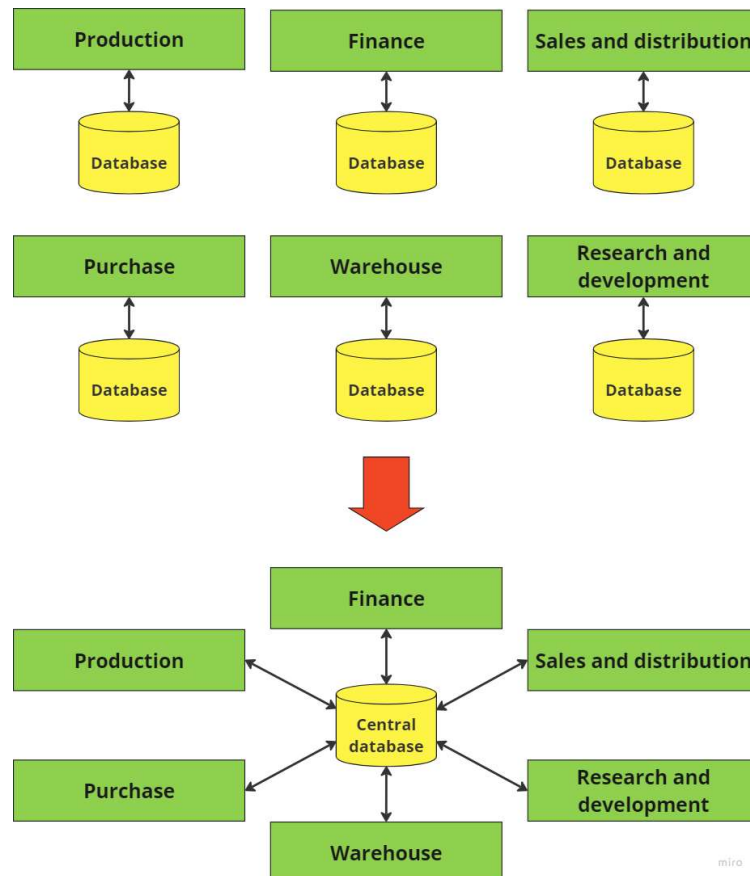 Production
Finance
Sales and distribution
Database
Database
Database
Purchase
Warehouse
Research and
development
Database
Database
Database
Finance
Production
Sales and distribution
Central
database
Purchase
Research and
development
Warehouse
miro